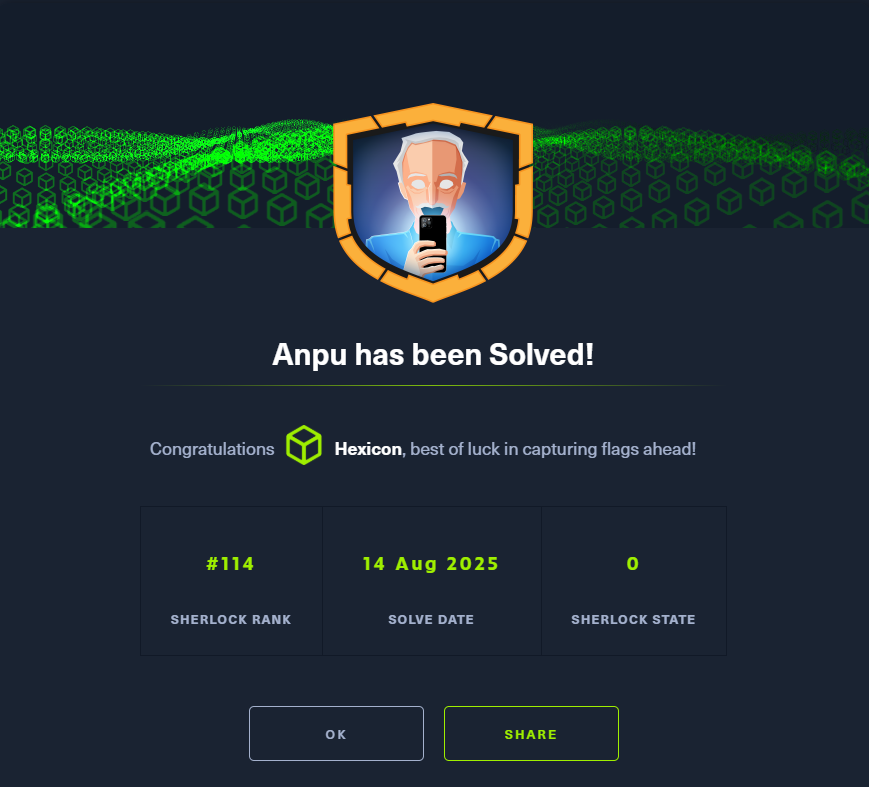 Anpu has been Solved!
Congratulations Hexicon, best of luck in capturing flags ahead!
#114 14 Aug 2025 0
SHERLOCK RANK SOLVE DATE SHERLOCK STATE
OK SHARE